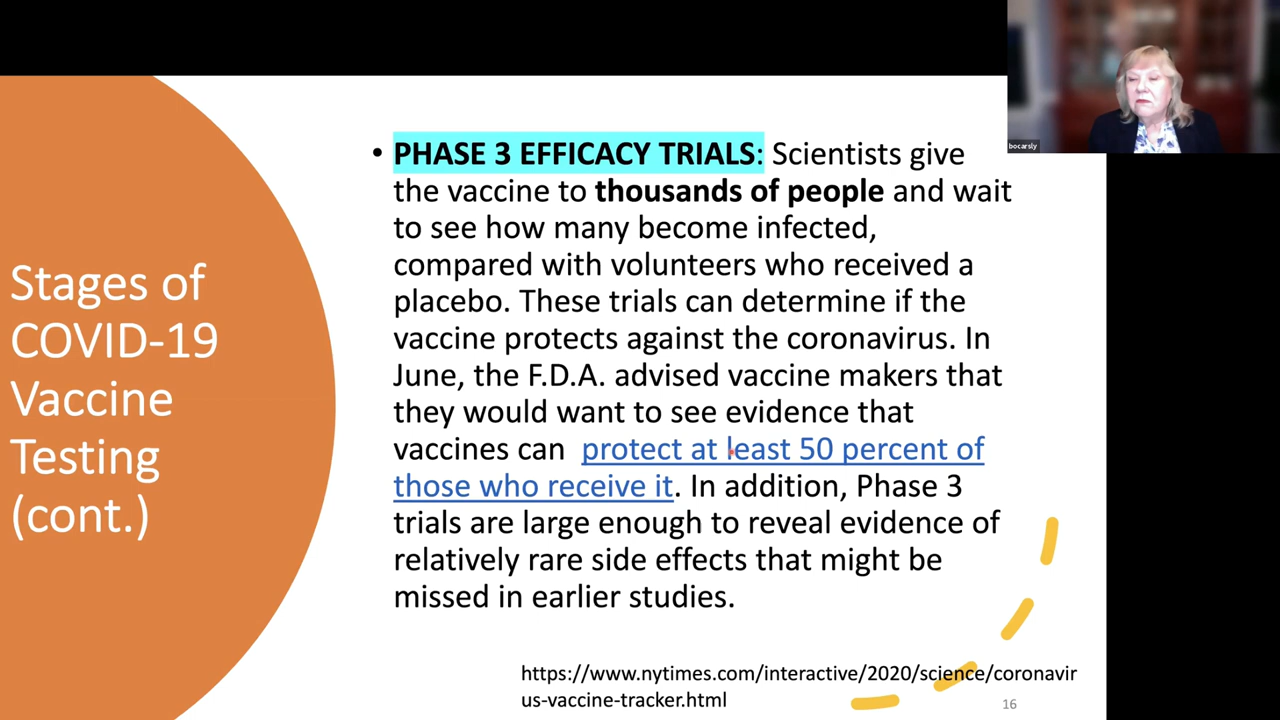 bocarsly
Stages of
COVID-19
Vaccine
Testing
(cont.)
• PHASE 3 EFFICACY TRIALS: Scientists give
the vaccine to thousands of people and wait
to see how many become infected,
compared with volunteers who received a
placebo. These trials can determine if the
vaccine protects against the coronavirus. In
June, the F.D.A. advised vaccine makers that
they would want to see evidence that
vaccines can protect at least 50 percent of
those who receive it. In addition, Phase 3
trials are large enough to reveal evidence of
relatively rare side effects that might be
missed in earlier studies.
https://www.nytimes.com/interactive/2020/science/coronavir
us-vaccine-tracker.html
16